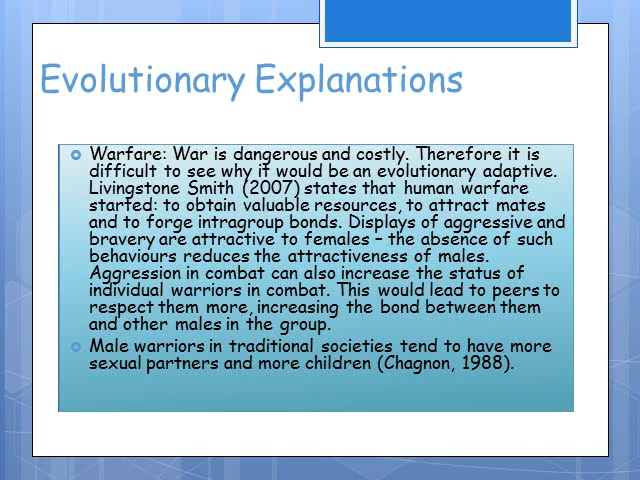 Evolutionary Explanations
Warfare: War is dangerous and costly. Therefore it is
difficult to see why it would be an evolutionary adaptive.
Livingstone Smith (2007) states that human warfare
started: to obtain valuable resources, to attract mates
and to forge intragroup bonds. Displays of aggressive and
bravery are attractive to females – the absence of such
behaviours reduces the attractiveness of males.
Aggression in combat can also increase the status of
individual warriors in combat. This would lead to peers to
respect them more, increasing the bond between them
and other males in the group.
Male warriors in traditional societies tend to have more
sexual partners and more children (Chagnon, 1988).